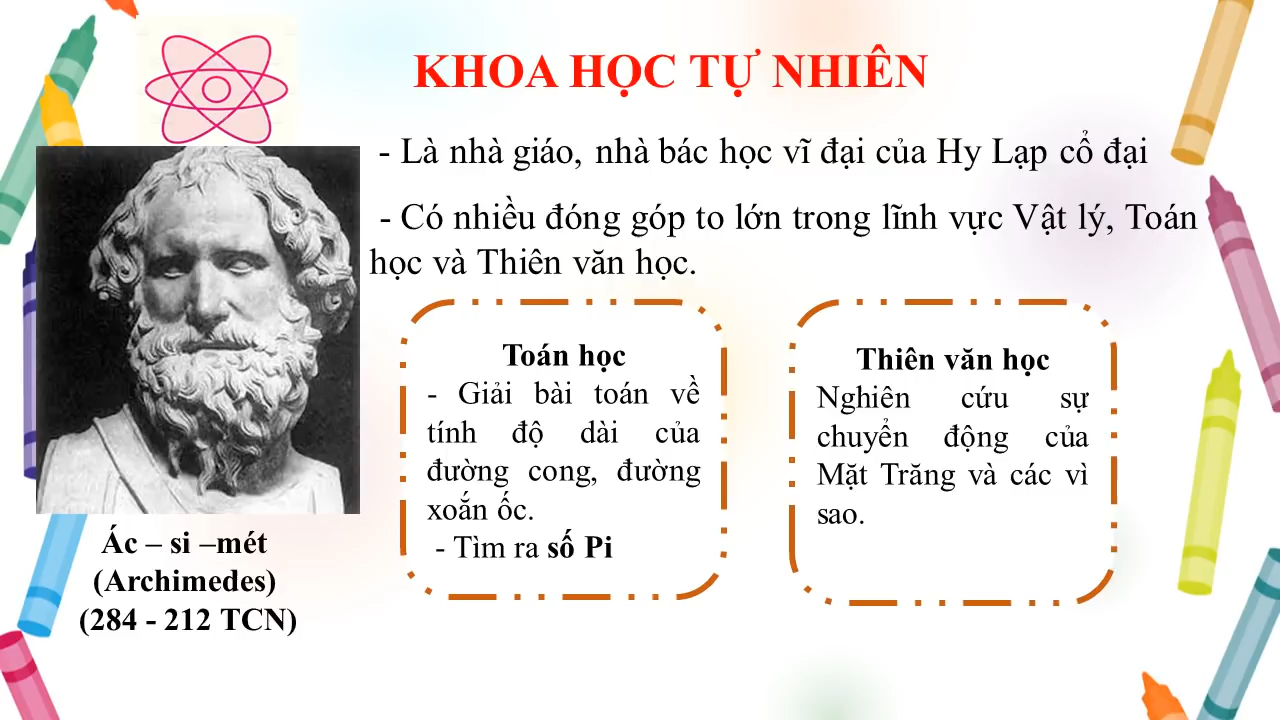 KHOA HỌC TỰ NHIÊN
- Là nhà giáo, nhà bác học vĩ đại của Hy Lạp cổ đại
- Có nhiều đóng góp to lớn trong lĩnh vực Vật lý, Toán
học và Thiên văn học.
Toán học
- Giải bài toán về
tính độ dài của
đường cong, đường
xoắn ốc.
- Tìm ra số Pi
Thiên văn học
Nghiên cứu sự
chuyển động của
Mặt Trăng và các vì
sao.
Ác – si –mét
(Archimedes)
(284 - 212 TCN)